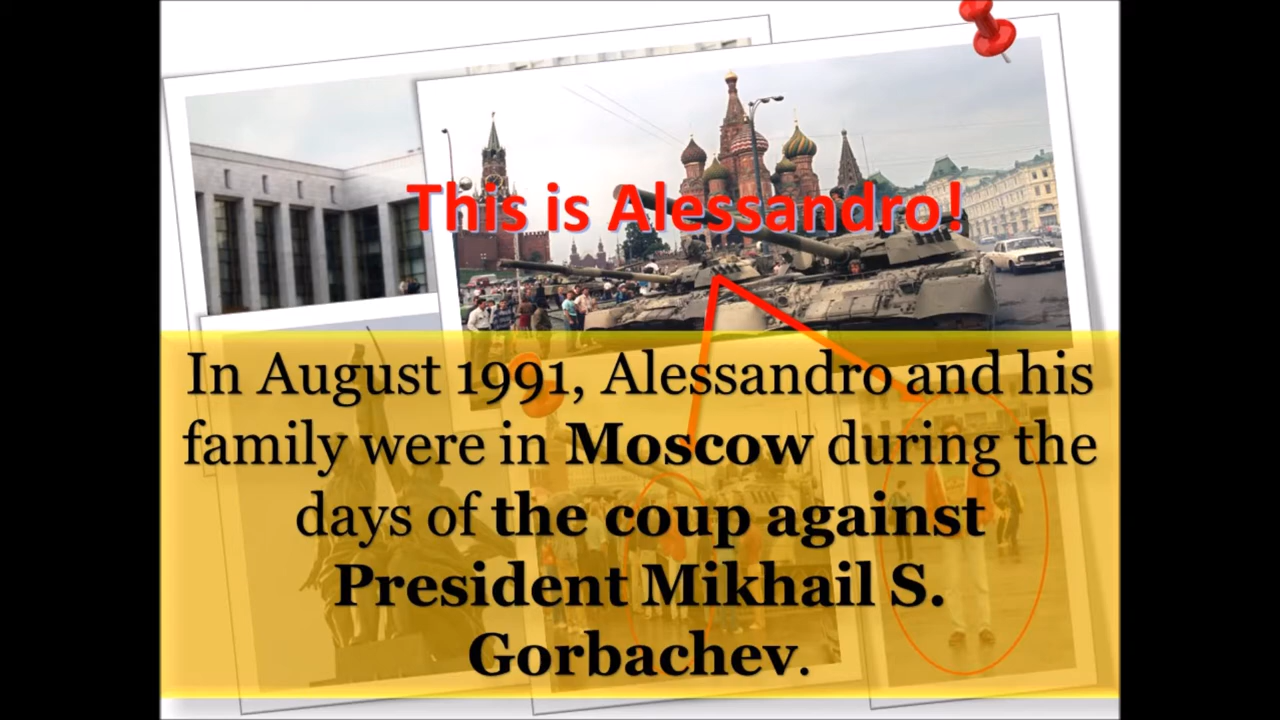 This is Alessandro!
In August 1991, Alessandro and his
family were in Moscow during the
days of the coup against
President Mikhail S.
Gorbachev.